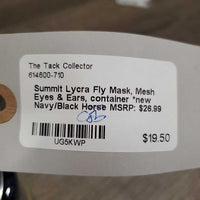 The Tack Collector
614600-710
Summit Lycra Fly Mask, Mesh
Eyes & Ears, container *new
Navy/Black Horse MSRP: $26.99
UG5KWP
$19.50